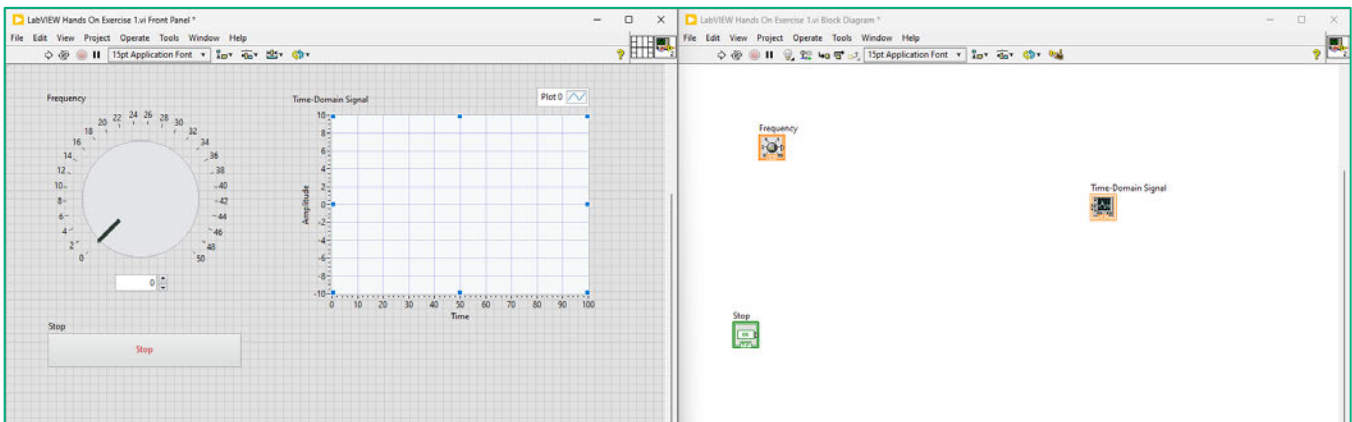 LabVIEW Hands On Exercise 1.vi Front Panel *
File Edit View Project Operate Tools Window Help
15pt Application Font
Frequency
0 2 4 6 8 10 12 14 16 18 20 22 24 26 28 30 32 34 36 38 40 42 44 46 48 50
0
Stop
Stop
Time-Domain Signal
Plot 0
Amplitude
10
8
6
4
2
0
-2
-4
-6
-8
-10
0 10 20 30 40 50 60 70 80 90 100
Time
LabVIEW Hands On Exercise 1.vi Block Diagram *
File Edit View Project Operate Tools Window Help
15pt Application Font
Frequency
Time-Domain Signal
Stop